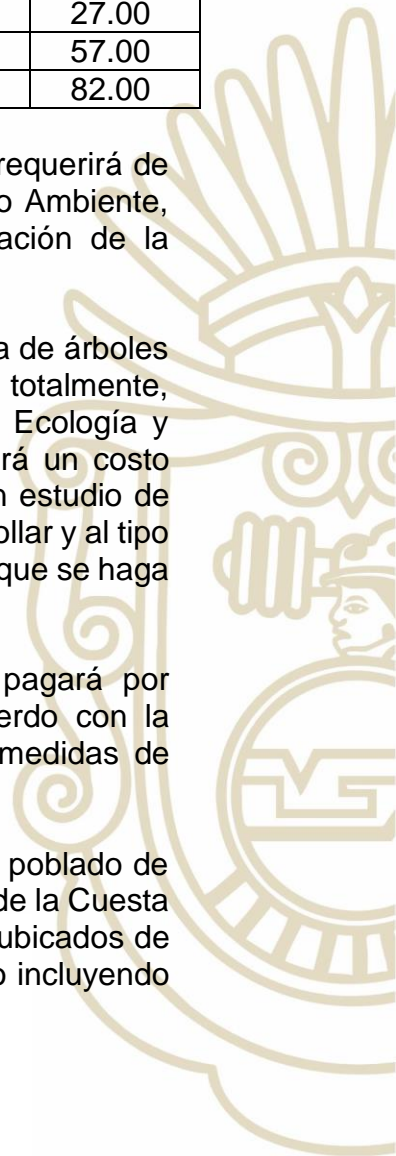 27.00
57.00
82.00
requerirá de
o Ambiente,
ación de la
a de árboles
totalmente,
Ecología y
rá un costo
n estudio de
ollar y al tipo
que se haga
pagará por
erdo con la
medidas de
poblado de
de la Cuesta
ubicados de
o incluyendo